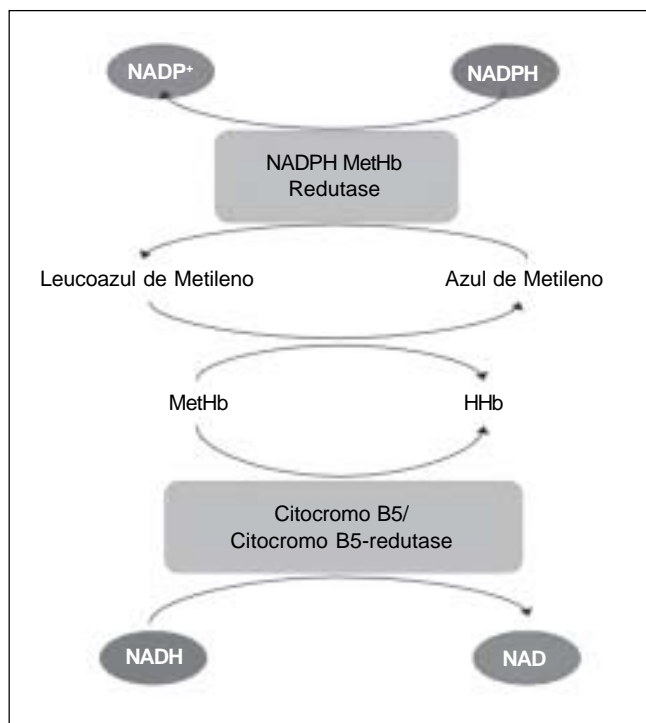 NADP⁺ NADPH
NADPH MetHb
Redutase
Leucoazul de Metileno Azul de Metileno
MetHb HHb
Citocromo B5/
Citocromo B5-redutase
NADH NAD